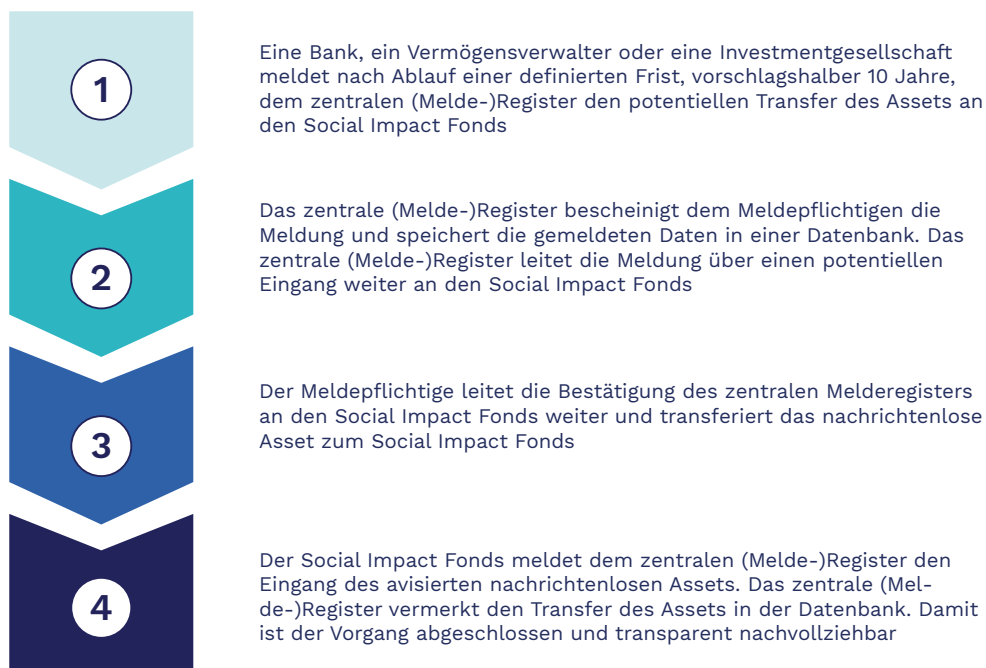 1
Eine Bank, ein Vermögensverwalter oder eine Investmentgesellschaft
meldet nach Ablauf einer definierten Frist, vorschlagshalber 10 Jahre,
dem zentralen (Melde-)Register den potentiellen Transfer des Assets an
den Social Impact Fonds
2
Das zentrale (Melde-)Register bescheinigt dem Meldepflichtigen die
Meldung und speichert die gemeldeten Daten in einer Datenbank. Das
zentrale (Melde-)Register leitet die Meldung über einen potentiellen
Eingang weiter an den Social Impact Fonds
3
Der Meldepflichtige leitet die Bestätigung des zentralen Melderegisters
an den Social Impact Fonds weiter und transferiert das nachrichtenlose
Asset zum Social Impact Fonds
4
Der Social Impact Fonds meldet dem zentralen (Melde-)Register den
Eingang des avisierten nachrichtenlosen Assets. Das zentrale (Mel-
de-)Register vermerkt den Transfer des Assets in der Datenbank. Damit
ist der Vorgang abgeschlossen und transparent nachvollziehbar